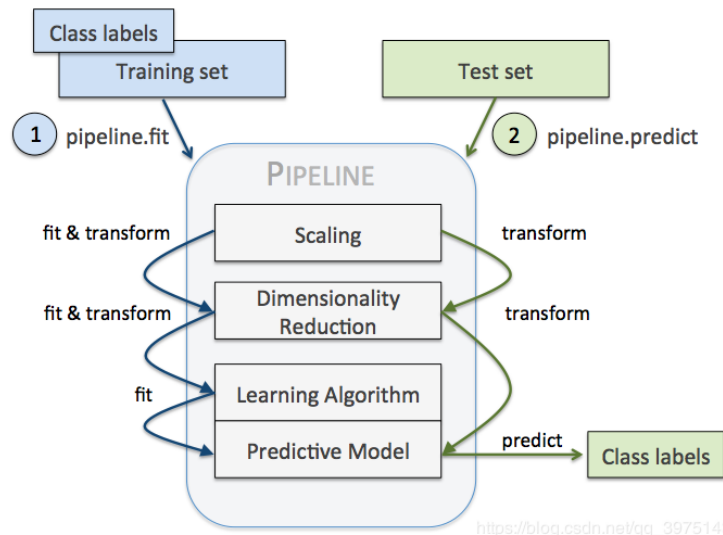 Class labels
Training set
Test set
1
pipeline.fit
2
pipeline.predict
PIPELINE
fit & transform
Scaling
transform
fit & transform
Dimensionality
Reduction
transform
fit
Learning Algorithm
Predictive Model
predict
Class labels
https://blog.csdn.net/qq_397514